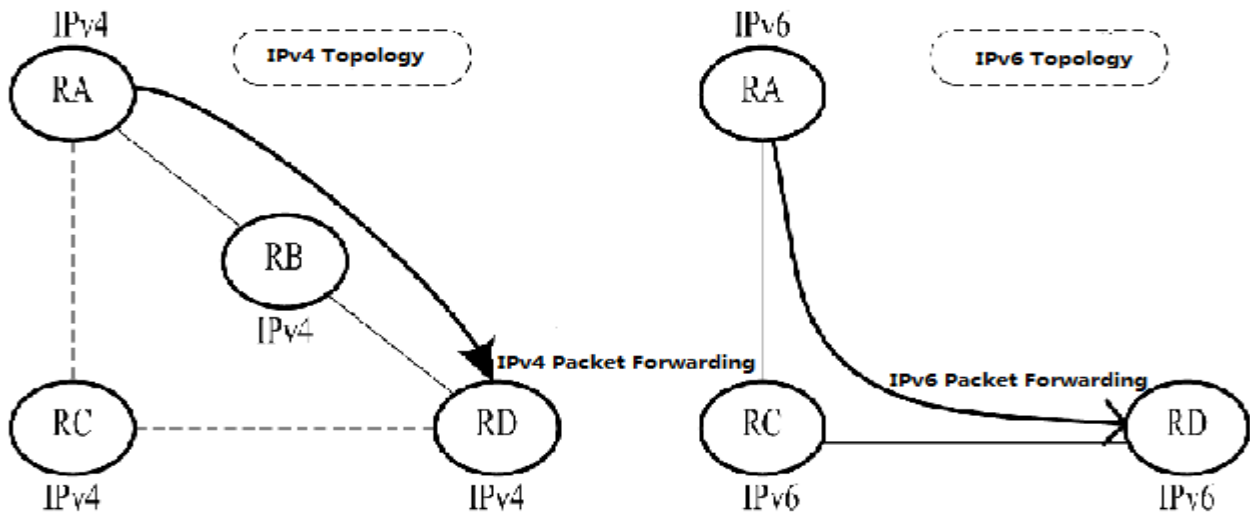 IPv4
IPv4 Topology
RA
RB
IPv4
IPv4 Packet Forwarding
RC
RD
IPv4
IPv4
IPv6
IPv6 Topology
RA
IPv6 Packet Forwarding
RC
RD
IPv6
IPv6